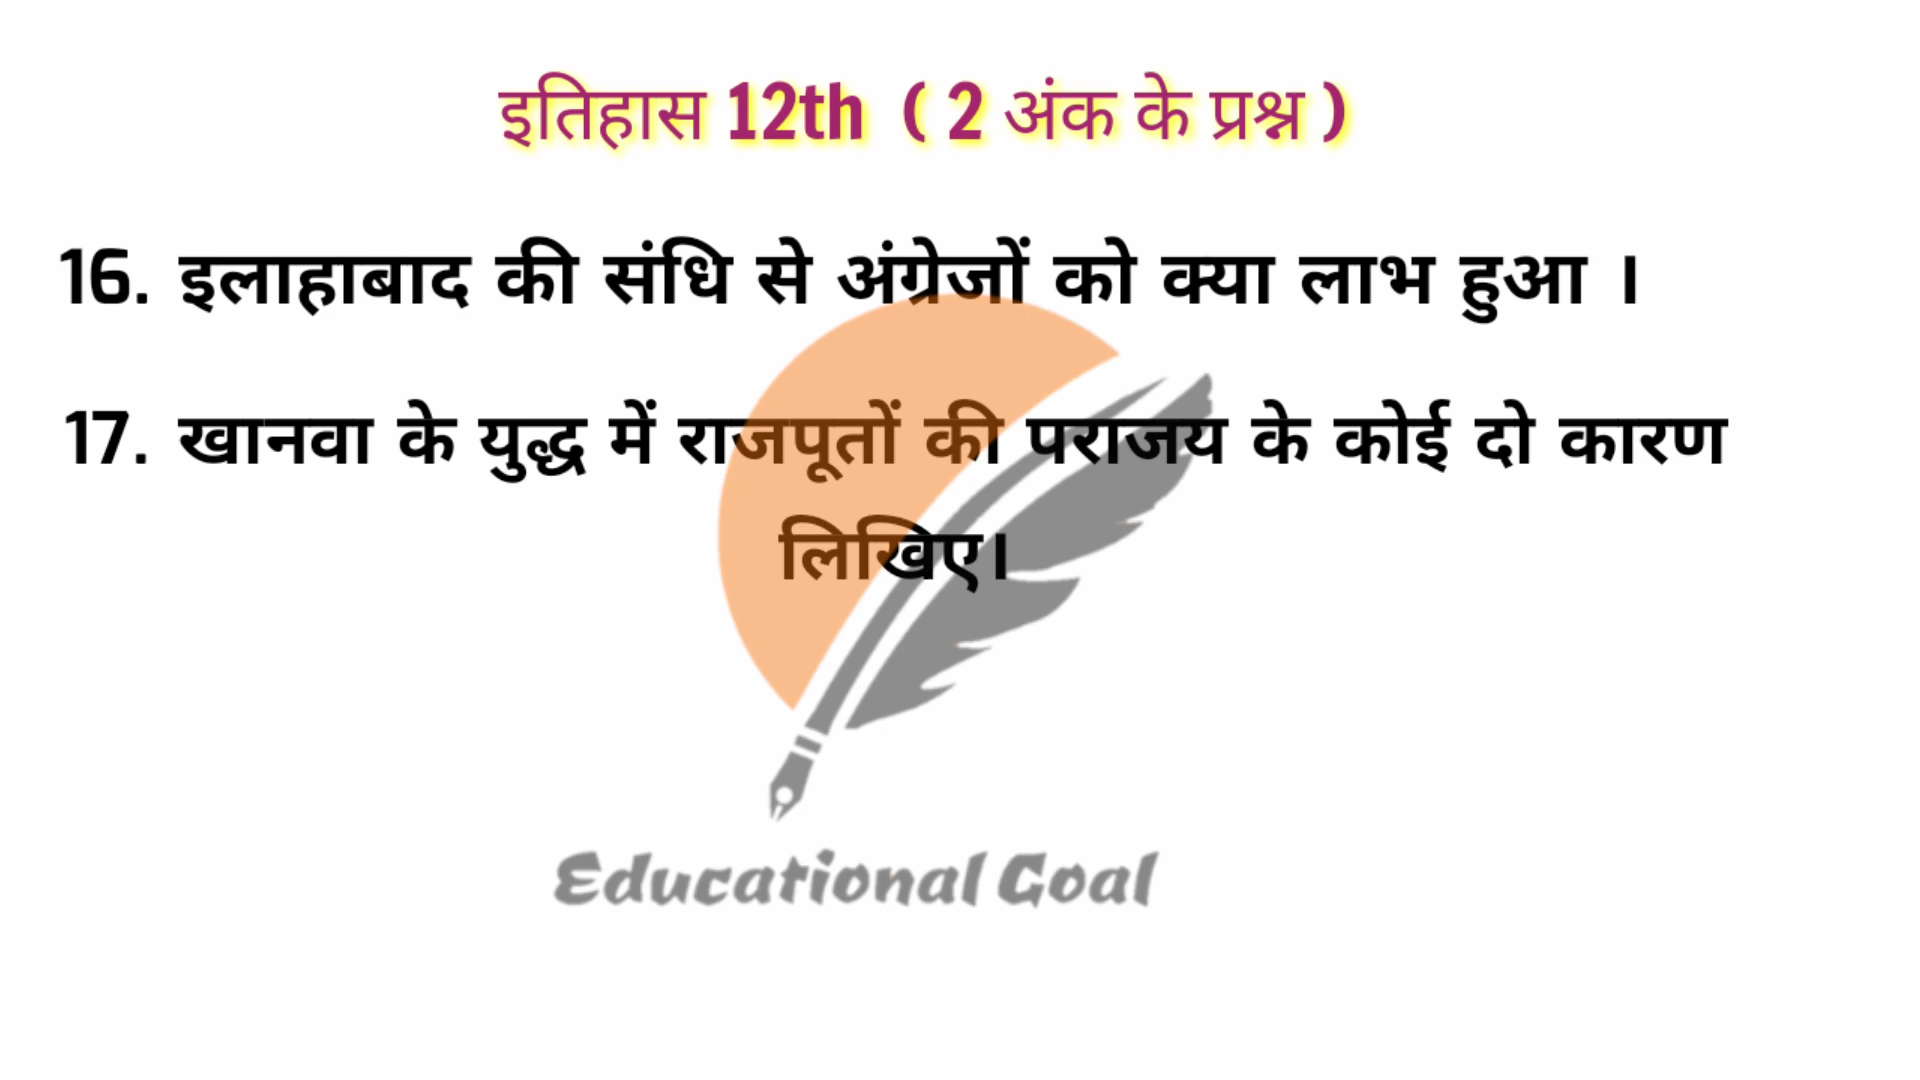 इतिहास 12th ( 2 अंक के प्रश्न )
16. इलाहाबाद की संधि से अंग्रेजों को क्या लाभ हुआ ।
17. खानवा के युद्ध में राजपूतों की पराजय के कोई दो कारण
लिखिए।
Educational Goal